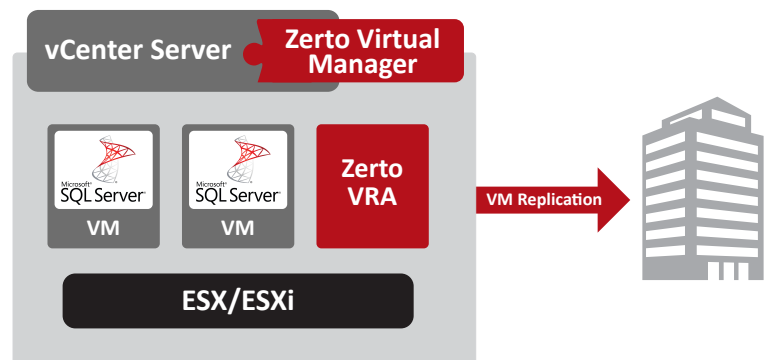 vCenter Server
Zerto Virtual
Manager
Microsoft®
SQL Server®
VM
Microsoft®
SQL Server®
VM
Zerto
VRA
VM Replication
ESX/ESXi